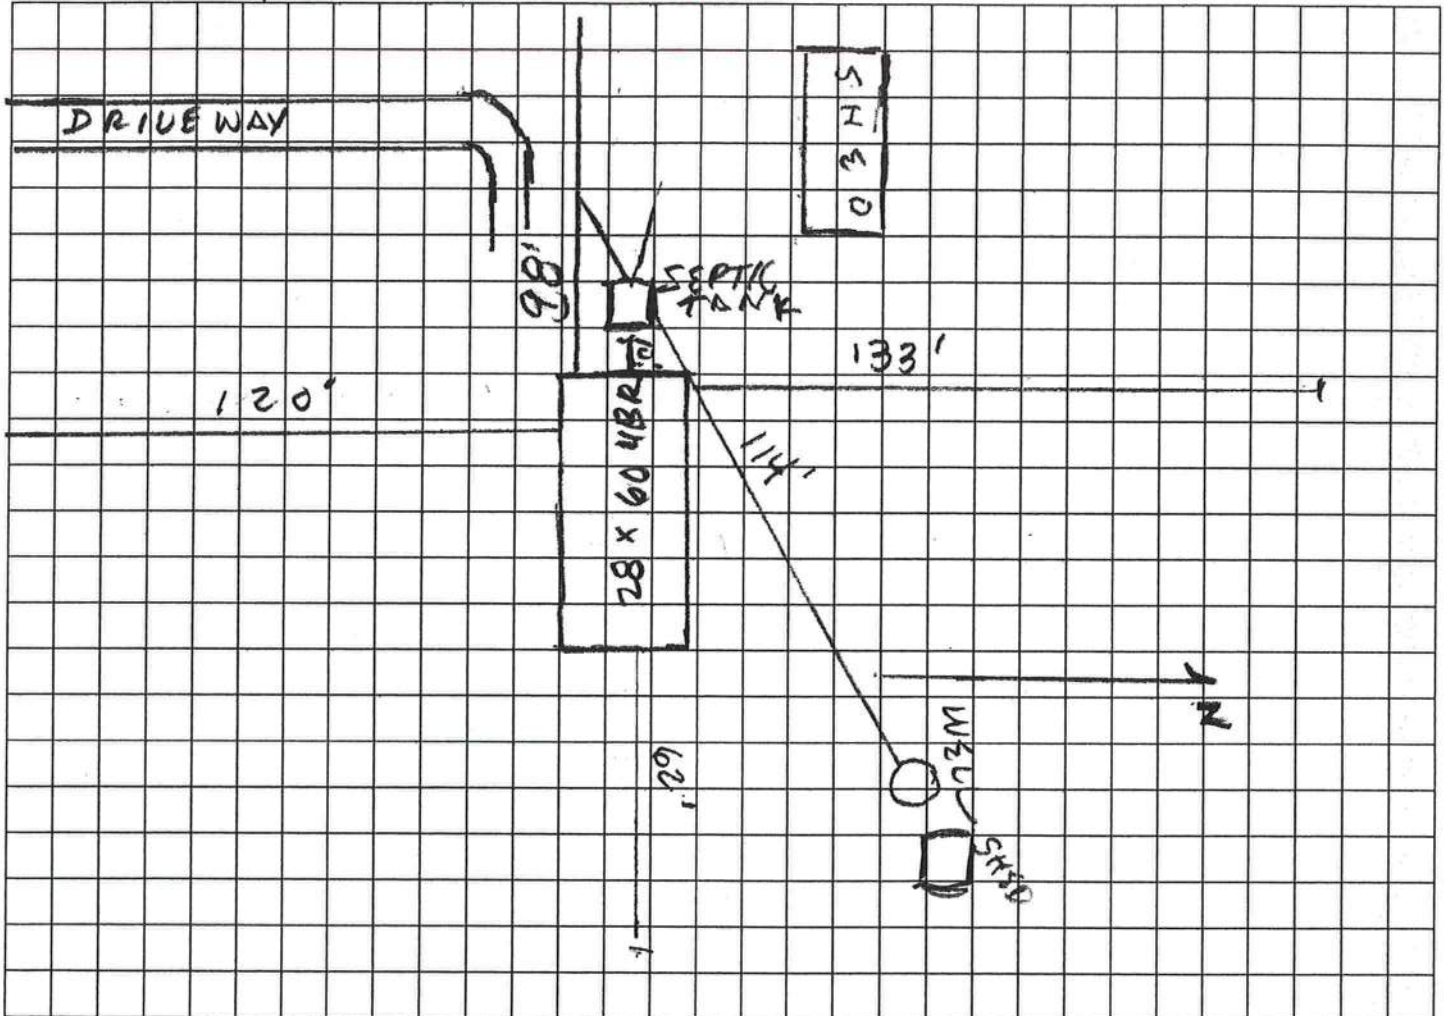 DRIVEWAY
SHED
98'
SEPTIC
TANK
133'
120'
28 x 60 4BR
114'
N
WELL
62'
SHED